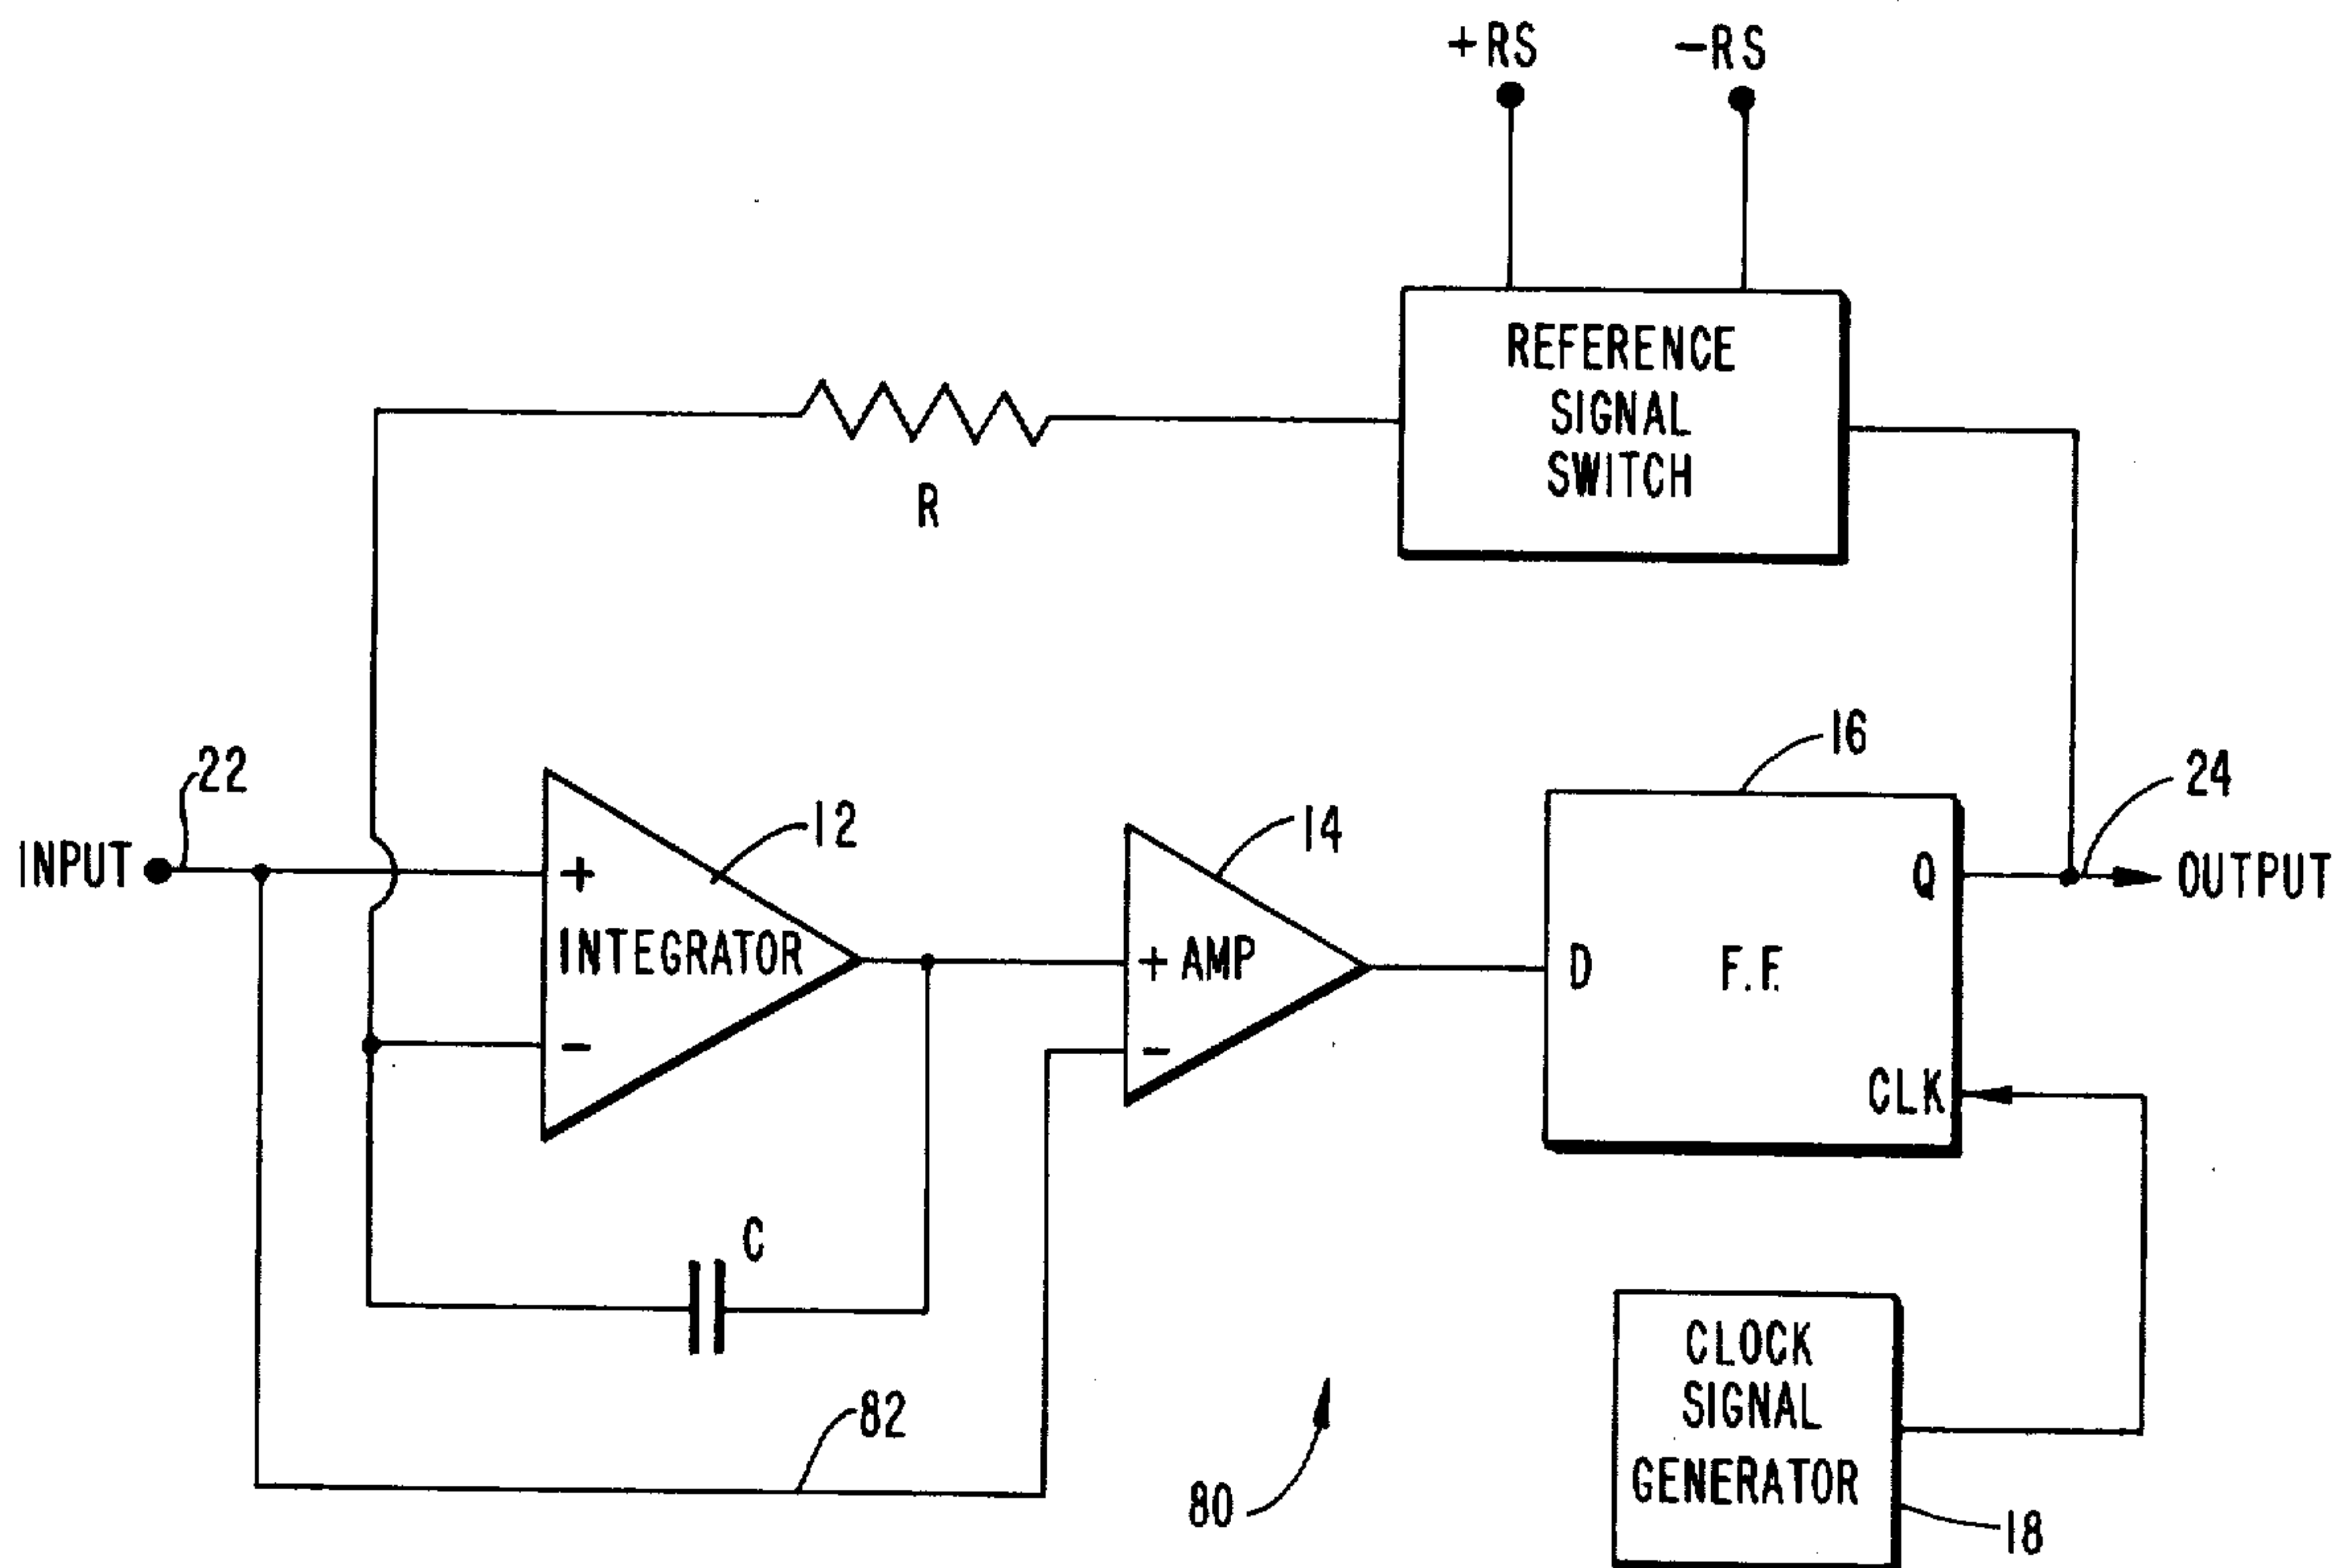 +RS
−RS
REFERENCE
SIGNAL
SWITCH
R
22
INPUT
+
INTEGRATOR
−
12
+ AMP
−
14
16
D
F.F.
Q
CLK
24
OUTPUT
C
82
80
CLOCK
SIGNAL
GENERATOR
18